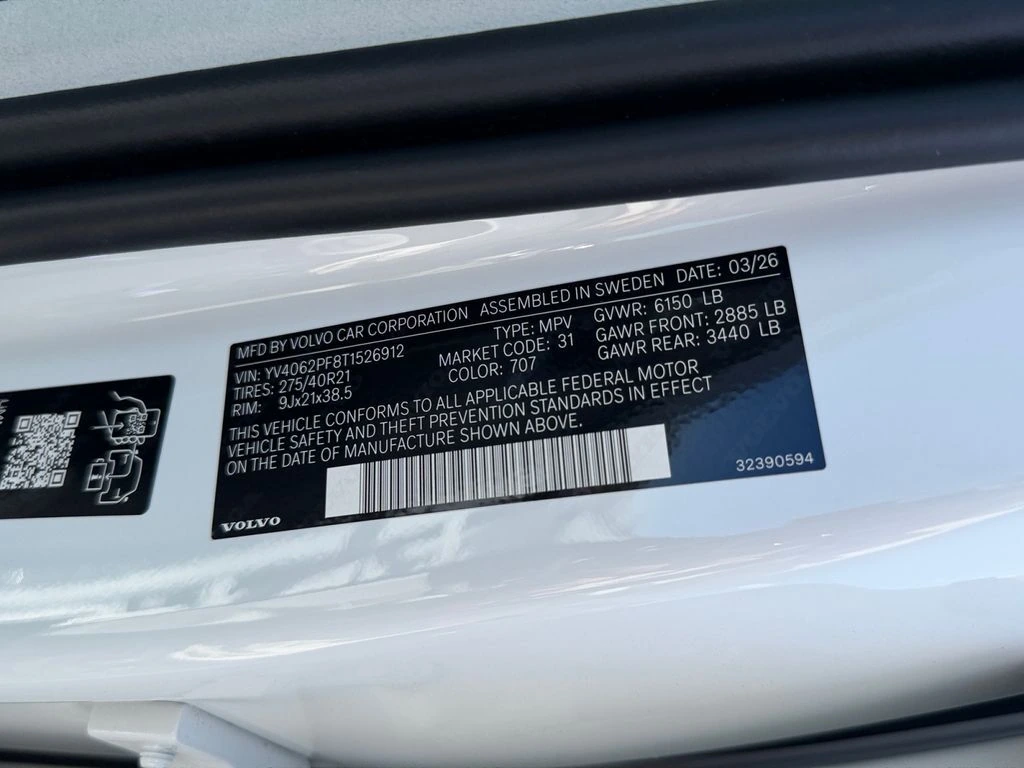 MFD BY VOLVO CAR CORPORATION ASSEMBLED IN SWEDEN DATE: 03/26
VIN: YV4062PF8T1526912 TYPE: MPV GVWR: 6150 LB
TIRES: 275/40R21 MARKET CODE: 31 GAWR FRONT: 2885 LB
RIM: 9Jx21x38.5 COLOR: 707 GAWR REAR: 3440 LB
THIS VEHICLE CONFORMS TO ALL APPLICABLE FEDERAL MOTOR
VEHICLE SAFETY AND THEFT PREVENTION STANDARDS IN EFFECT
ON THE DATE OF MANUFACTURE SHOWN ABOVE.
32390594
VOLVO